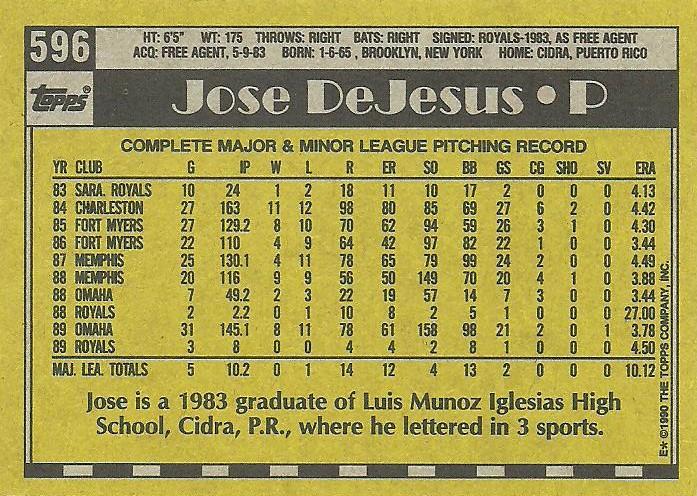 596
HT: 6'5" WT: 175 THROWS: RIGHT BATS: RIGHT SIGNED: ROYALS-1983, AS FREE AGENT
ACQ: FREE AGENT, 5-9-83 BORN: 1-6-65 , BROOKLYN, NEW YORK HOME: CIDRA, PUERTO RICO
TOPPS®
JOSE DEJESUS • P
COMPLETE MAJOR & MINOR LEAGUE PITCHING RECORD
YR CLUB G IP W L R ER SO BB GS CG SHO SV ERA
83 SARA. ROYALS 10 24 1 2 18 11 10 17 2 0 0 0 4.13
84 CHARLESTON 27 163 11 12 98 80 85 69 27 6 2 0 4.42
85 FORT MYERS 27 129.2 8 10 70 62 94 59 26 3 1 0 4.30
86 FORT MYERS 22 110 4 9 64 42 97 82 22 1 0 0 3.44
87 MEMPHIS 25 130.1 4 11 78 65 79 99 24 2 0 0 4.49
88 MEMPHIS 20 116 9 9 56 50 149 70 20 4 1 0 3.88
88 OMAHA 7 49.2 2 3 22 19 57 14 7 3 0 0 3.44
88 ROYALS 2 2.2 0 1 10 8 2 5 1 0 0 0 27.00
89 OMAHA 31 145.1 8 11 78 61 158 98 21 2 0 1 3.78
89 ROYALS 3 8 0 0 4 4 2 8 1 0 0 0 4.50
MAJ. LEA. TOTALS 5 10.2 0 1 14 12 4 13 2 0 0 0 10.12
Jose is a 1983 graduate of Luis Munoz Iglesias High
School, Cidra, P.R., where he lettered in 3 sports.
E* ©1990 THE TOPPS COMPANY, INC.